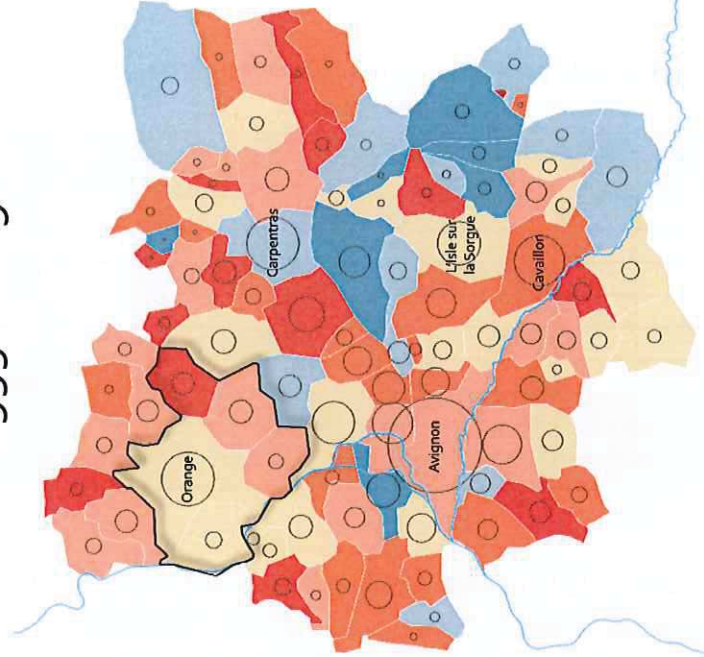 Carpentras
L'Isle sur
la Sorgue
Cavaillon
Orange
Avignon